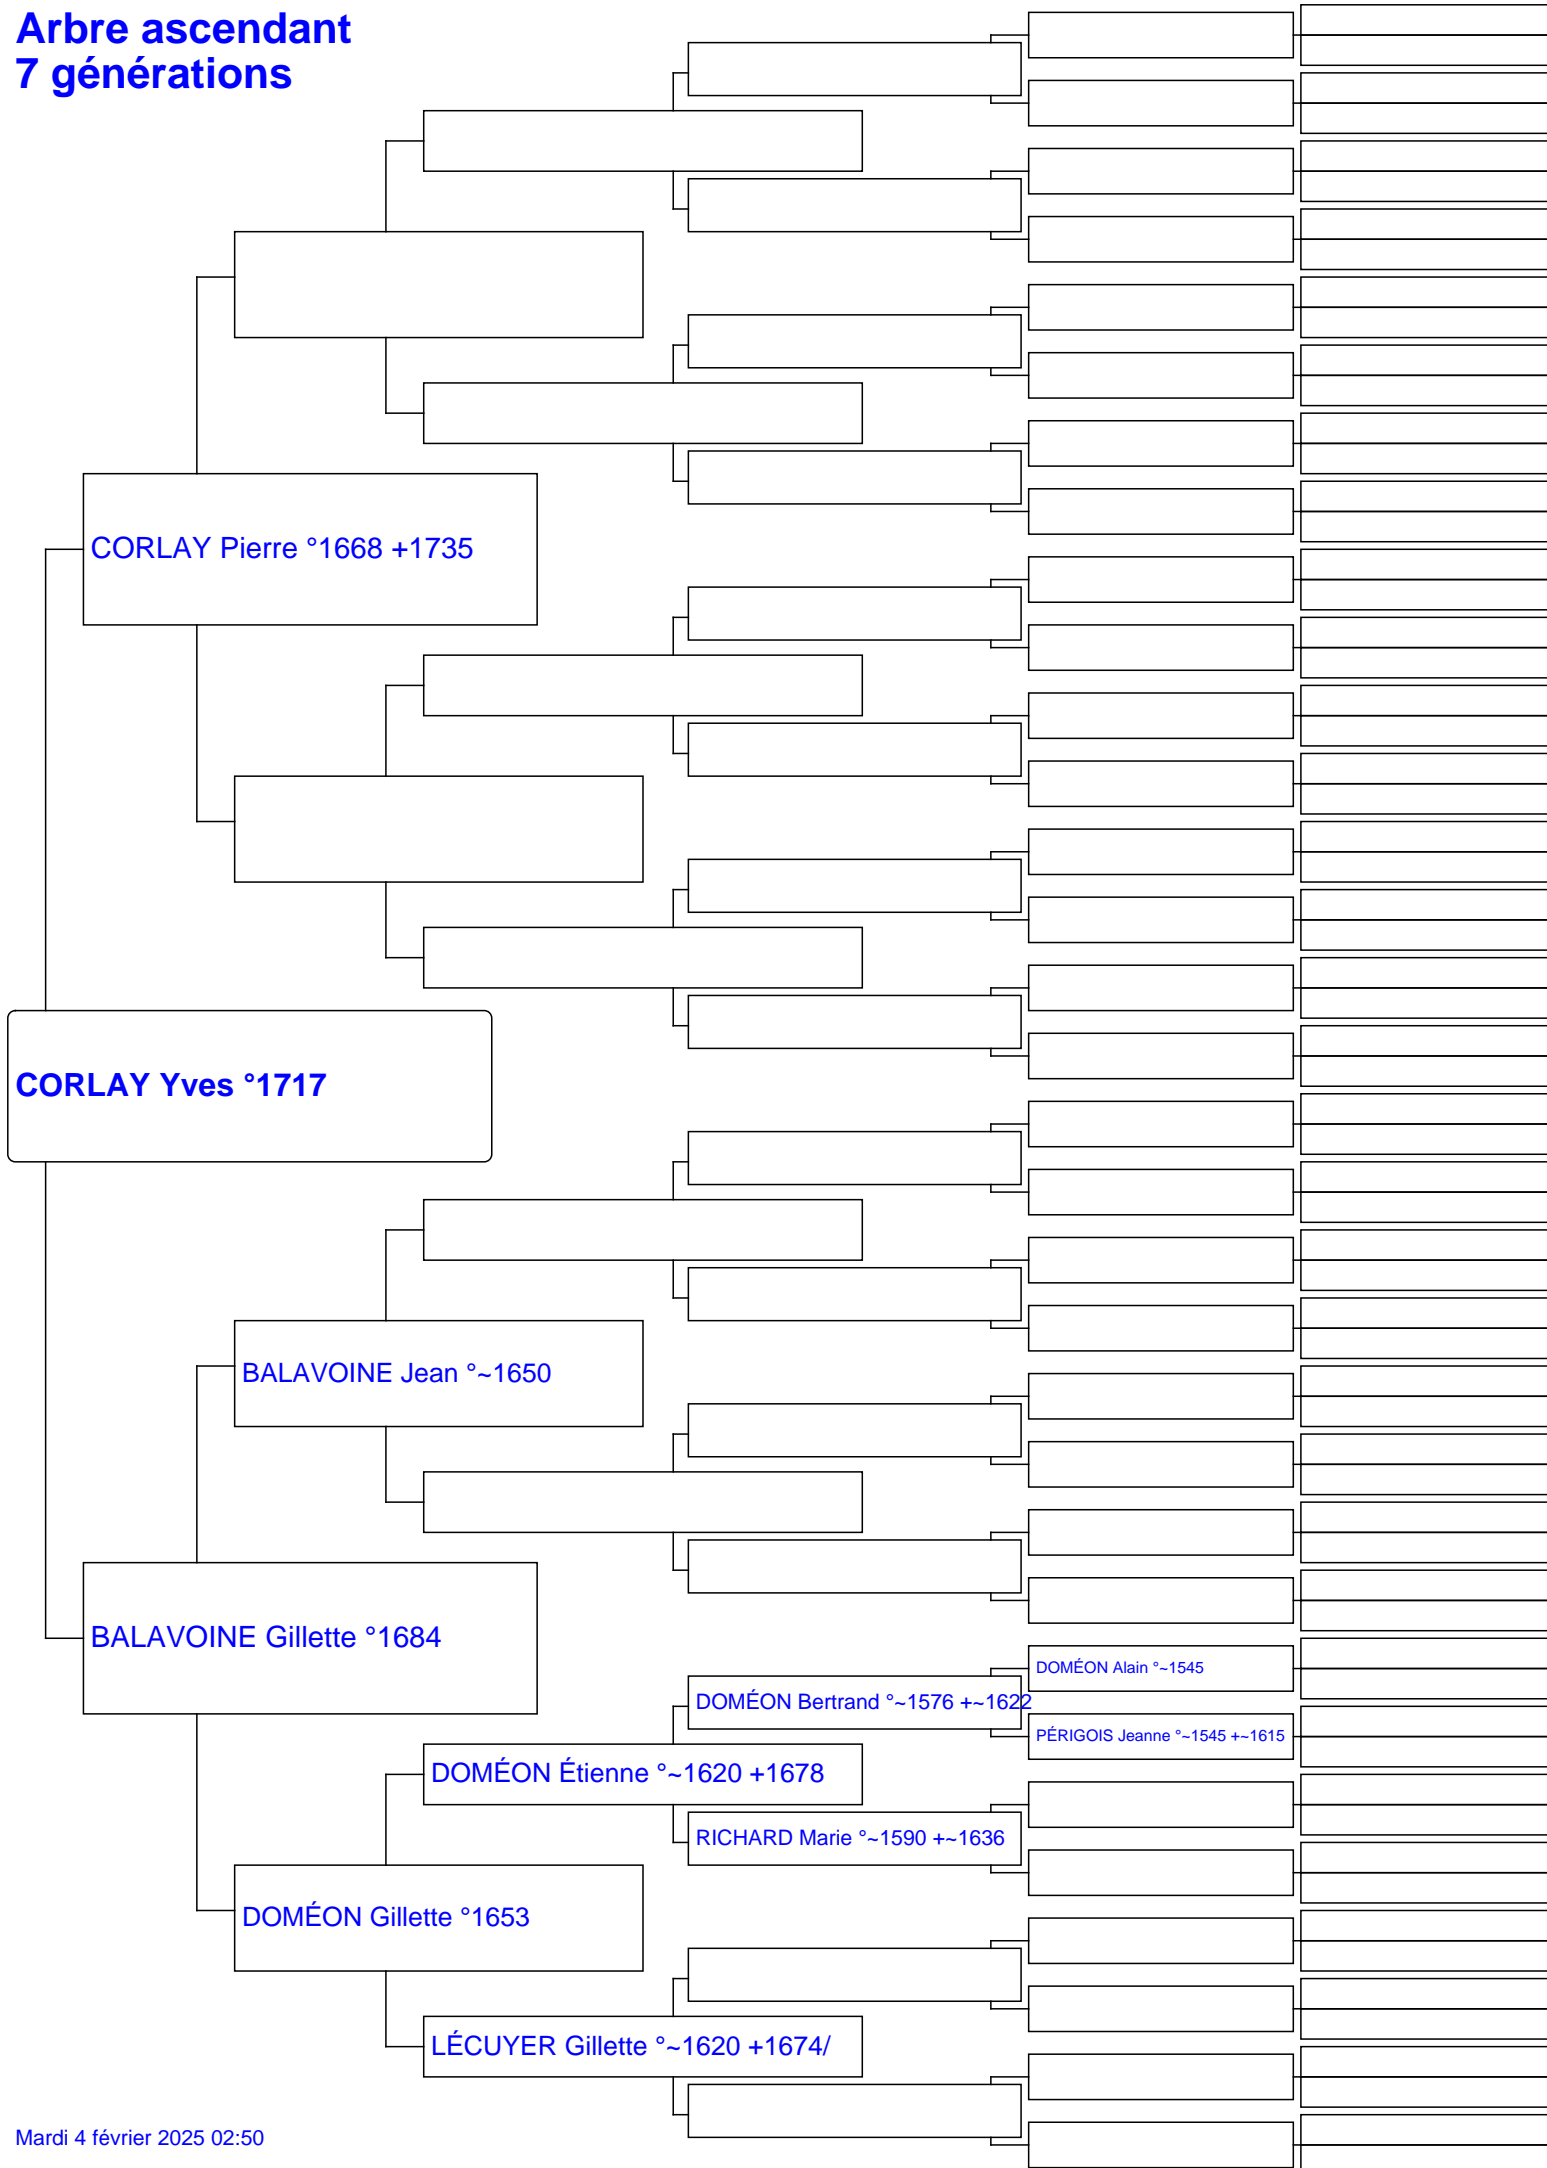 Arbre ascendant
7 générations
CORLAY Pierre °1668 +1735
CORLAY Yves °1717
BALAVOINE Jean °~1650
BALAVOINE Gillette °1684
DOMÉON Alain °~1545
DOMÉON Bertrand °~1576 +~1622
PÉRIGOIS Jeanne °~1545 +~1615
DOMÉON Étienne °~1620 +1678
RICHARD Marie °~1590 +~1636
DOMÉON Gillette °1653
LÉCUYER Gillette °~1620 +1674/
Mardi 4 février 2025 02:50